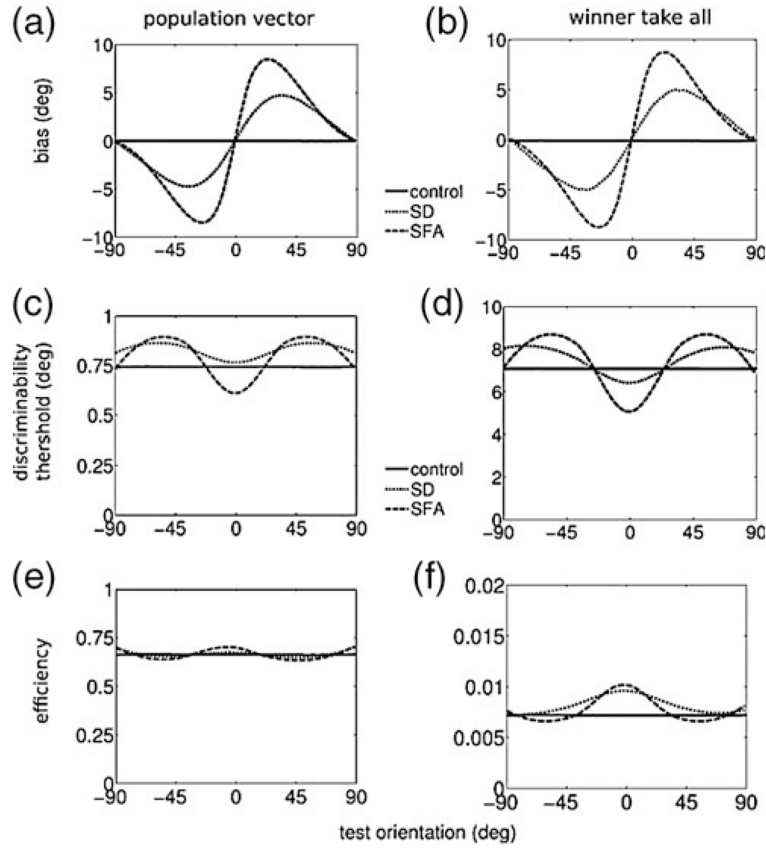 (a) population vector (b) winner take all
10 10
5 5
0 0
−5 −5
−10 −10
bias (deg)
control
SD
SFA
−90 −45 0 45 90 −90 −45 0 45 90
(c) (d)
1 10
0.75 8
0.5 6
0.25 4
0 2
0
discriminability
thershold (deg)
control
SD
SFA
−90 −45 0 45 90 −90 −45 0 45 90
(e) (f)
1 0.02
0.75 0.015
0.5 0.01
0.25 0.005
0 0
efficiency
−90 −45 0 45 90 −90 −45 0 45 90
test orientation (deg)